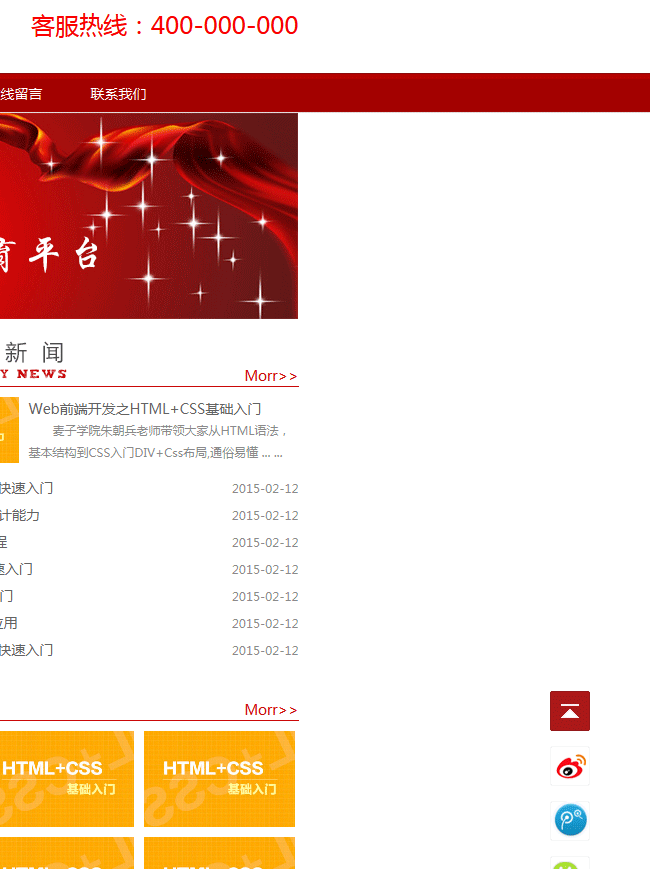 客服热线：400-000-000
线留言 联系我们
育平台
新 闻
Y NEWS
Morr>>
Web前端开发之HTML+CSS基础入门
麦子学院朱朝兵老师带领大家从HTML语法，
基本结构到CSS入门DIV+Css布局,通俗易懂 ... ...
快速入门 2015-02-12
计能力 2015-02-12
程 2015-02-12
速入门 2015-02-12
门 2015-02-12
应用 2015-02-12
快速入门 2015-02-12
Morr>>
HTML+CSS HTML+CSS
基础入门 基础入门